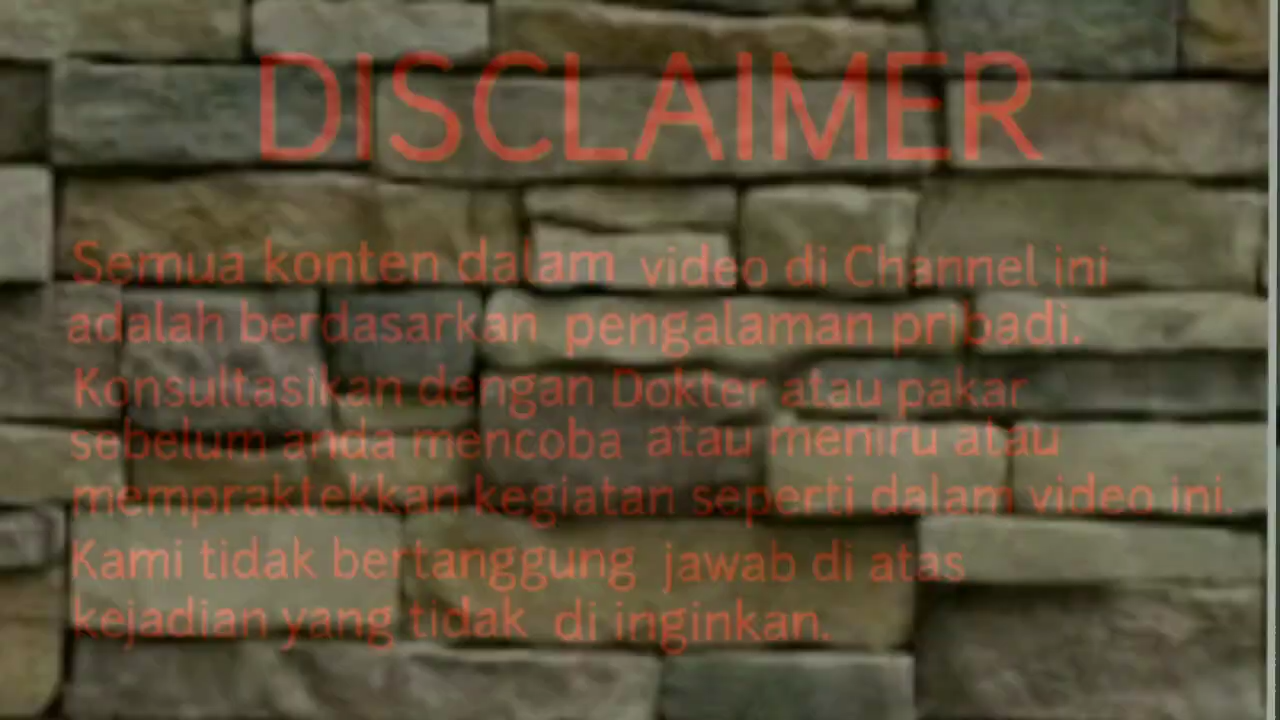 DISCLAIMER
Semua konten dalam video di Channel ini
adalah berdasarkan pengalaman pribadi.
Konsultasikan dengan Dokter atau pakar
sebelum anda mencoba atau meniru atau
mempraktekkan kegiatan seperti dalam video ini.
Kami tidak bertanggung jawab di atas
kejadian yang tidak di inginkan.